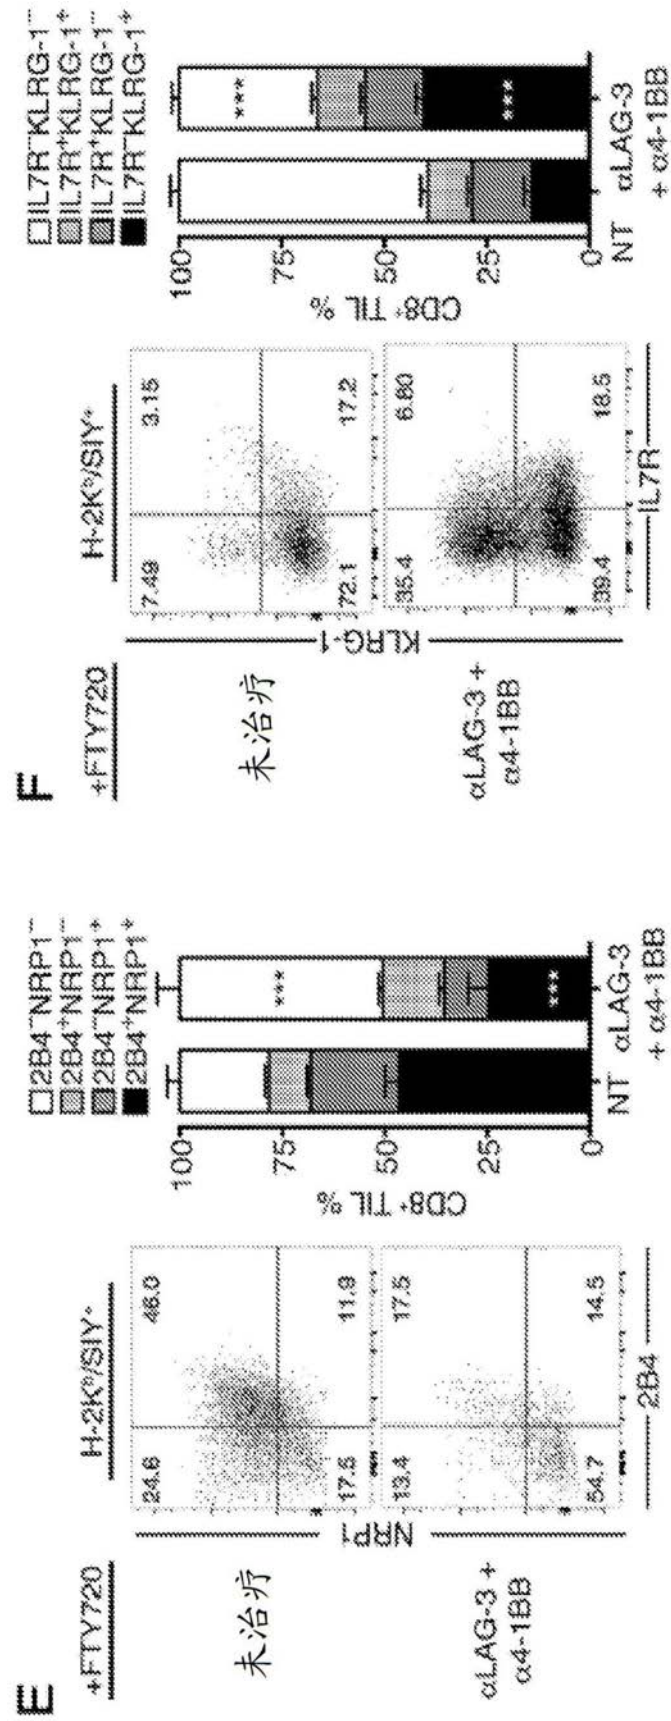 E
+FTY720
H-2Kᵇ/SIY⁺
未治疗
24.6
46.0
17.5
11.9
αLAG-3 +
α4-1BB
13.4
17.5
54.7
14.5
NRP1
2B4
□2B4⁻NRP1⁻
2B4⁺NRP1⁻
2B4⁻NRP1⁺
■2B4⁺NRP1⁺
CD8⁺ TIL %
100
75
50
25
0
***
***
NT
αLAG-3
+ α4-1BB
F
+FTY720
H-2Kᵇ/SIY⁺
未治疗
7.49
3.15
72.1
17.2
αLAG-3 +
α4-1BB
35.4
6.80
39.4
18.5
KLRG-1
IL7R
□IL7R⁻KLRG-1⁻
IL7R⁺KLRG-1⁺
IL7R⁺KLRG-1⁻
■IL7R⁻KLRG-1⁺
CD8⁺ TIL %
100
75
50
25
0
***
***
NT
αLAG-3
+ α4-1BB